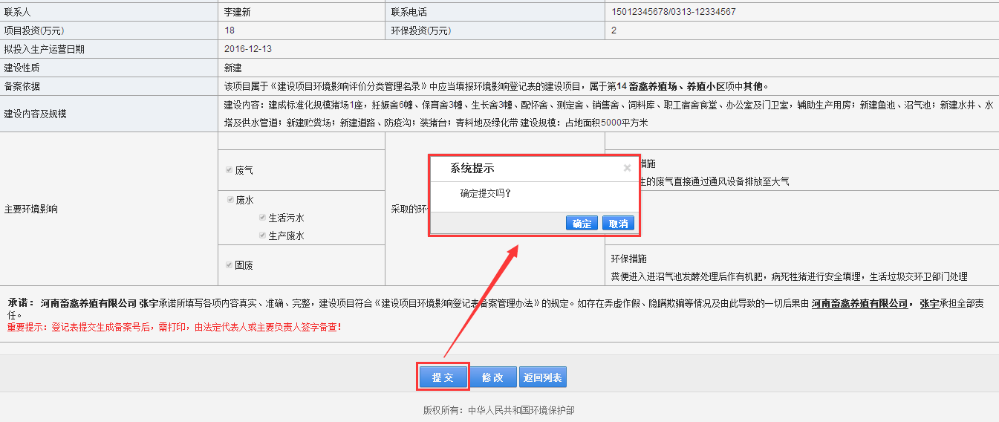 联系人 李建新 联系电话 15012345678/0313-12334567
项目投资(万元) 18 环保投资(万元) 2
拟投入生产运营日期 2016-12-13
建设性质 新建
备案依据 该项目属于《建设项目环境影响评价分类管理名录》中应当填报环境影响登记表的建设项目，属于第14 畜禽养殖场、养殖小区项中其他。
建设内容及规模
建设内容：建成标准化规模猪场1座，妊娠舍6幢、保育舍3幢、生长舍3幢、配怀舍、测定舍、销售舍、饲料库、职工宿舍食堂、办公室及门卫室，辅助生产用房；新建鱼池、沼气池；新建水井、水
塔及供水管道；新建贮粪场；新建道路、防疫沟；装猪台；青料地及绿化带 建设规模：占地面积5000平方米
主要环境影响
废气
废水
生活污水
生产废水
固废
采取的环
措施
生的废气直接通过通风设备排放至大气
环保措施
粪便进入进沼气池发酵处理后作有机肥，病死牲猪进行安全填埋，生活垃圾交环卫部门处理
系统提示 ×
确定提交吗？
确定 取消
承诺：河南畜鑫养殖有限公司 张宇承诺所填写各项内容真实、准确、完整，建设项目符合《建设项目环境影响登记表备案管理办法》的规定。如存在弄虚作假、隐瞒欺骗等情况及由此导致的一切后果由 河南畜鑫养殖有限公司，张宇承担全部责
任。
重要提示：登记表提交生成备案号后，需打印，由法定代表人或主要负责人签字备查！
提 交 修 改 返回列表
版权所有：中华人民共和国环境保护部